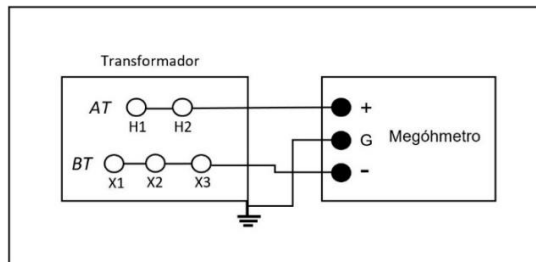 Transformador
AT
H1 H2
BT
X1 X2 X3
+
G
-
Megóhmetro